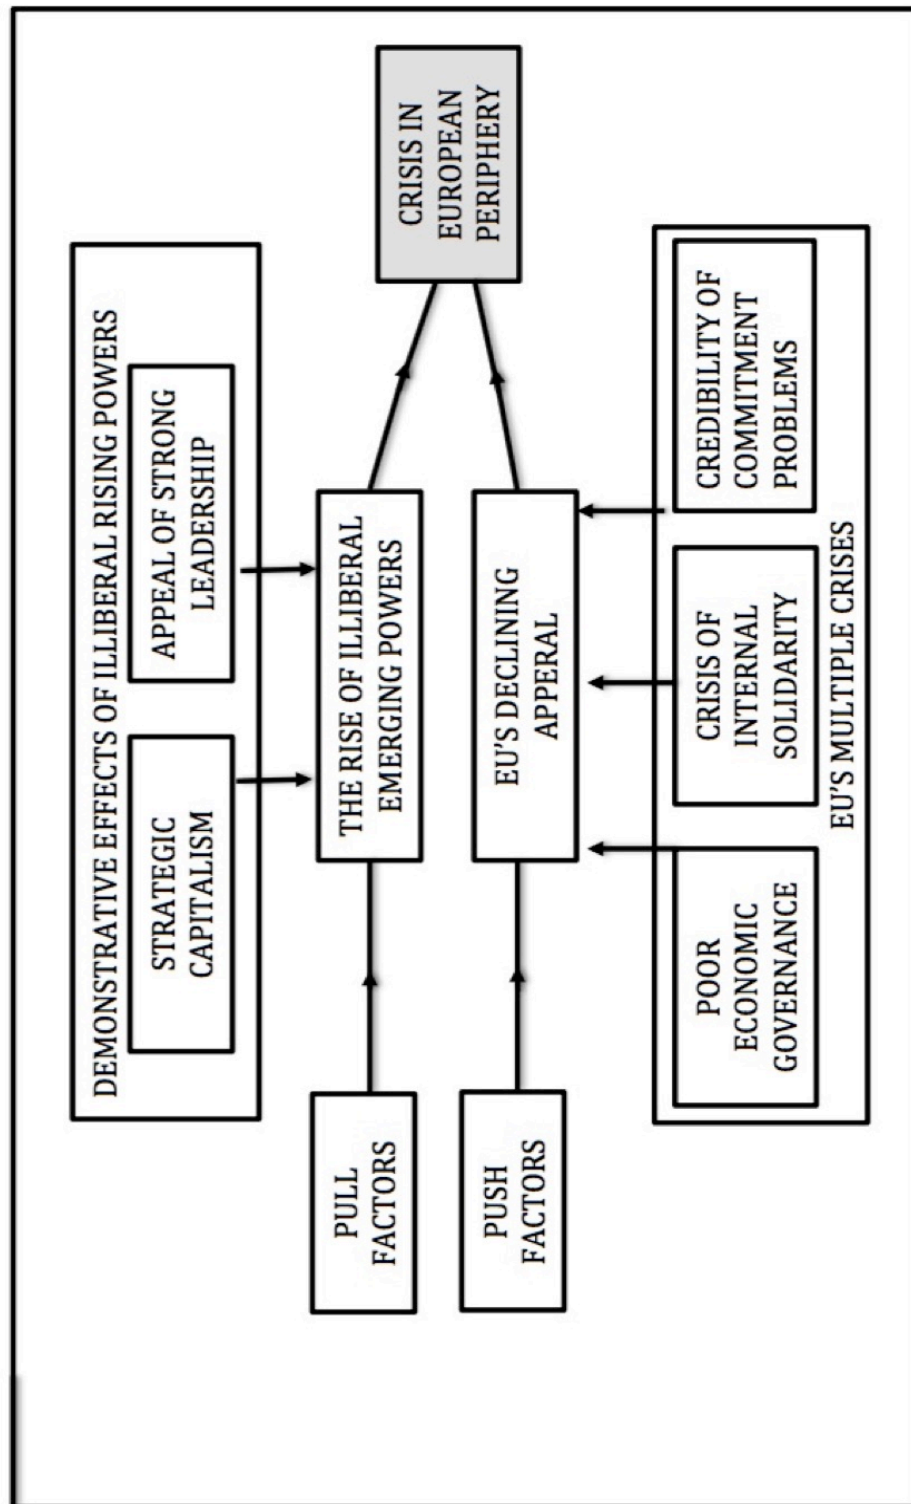 DEMONSTRATIVE EFFECTS OF ILLIBERAL RISING POWERS
STRATEGIC
CAPITALISM
APPEAL OF STRONG
LEADERSHIP
PULL
FACTORS
THE RISE OF ILLIBERAL
EMERGING POWERS
CRISIS IN
EUROPEAN
PERIPHERY
PUSH
FACTORS
EU'S DECLINING
APPERAL
POOR
ECONOMIC
GOVERNANCE
CRISIS OF
INTERNAL
SOLIDARITY
CREDIBILITY OF
COMMITMENT
PROBLEMS
EU'S MULTIPLE CRISES